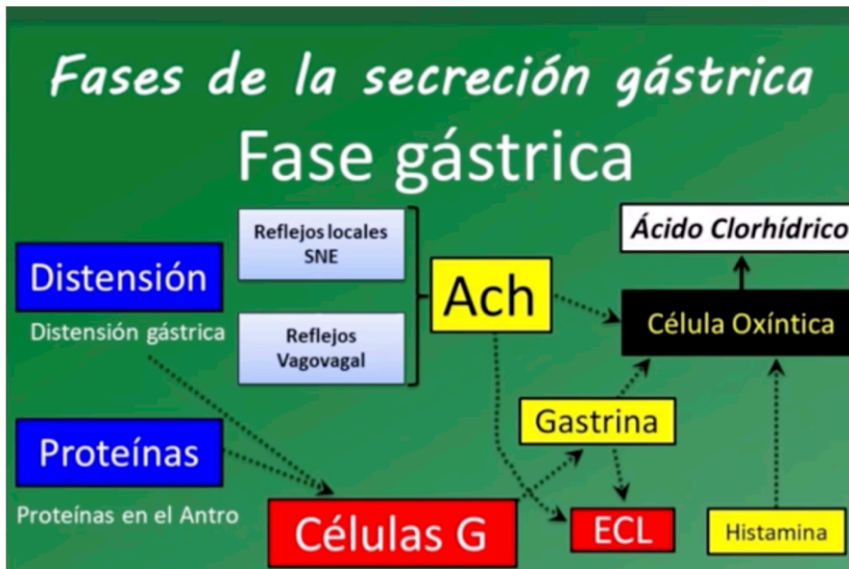 Fases de la secreción gástrica
Fase gástrica
Reflejos locales
SNE
Ácido Clorhídrico
Distensión
Ach
Distensión gástrica
Célula Oxíntica
Reflejos
Vagovagal
Gastrina
Proteínas
Proteínas en el Antro
Células G
ECL
Histamina